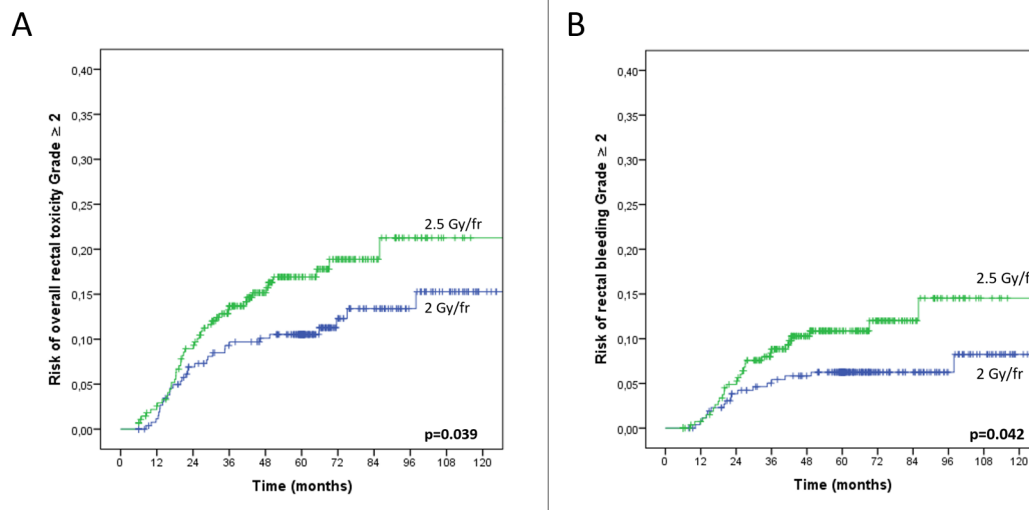 A
Risk of overall rectal toxicity Grade ≥ 2
0,40
0,35
0,30
0,25
0,20
0,15
0,10
0,05
0,00
2.5 Gy/fr
2 Gy/fr
p=0.039
0 12 24 36 48 60 72 84 96 108 120
Time (months)
B
Risk of rectal bleeding Grade ≥ 2
0,40
0,35
0,30
0,25
0,20
0,15
0,10
0,05
0,00
2.5 Gy/f
2 Gy/fr
p=0.042
0 12 24 36 48 60 72 84 96 108 120
Time (months)